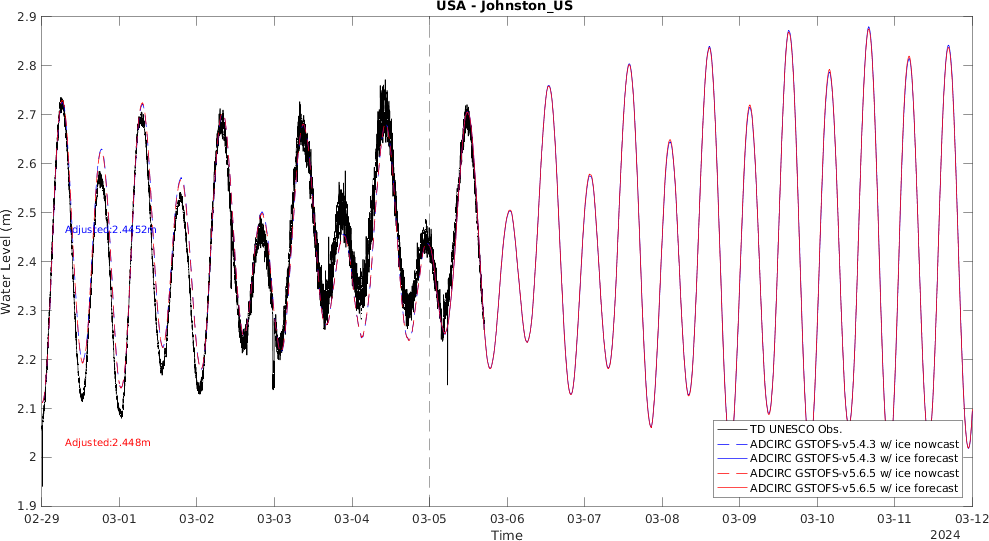 USA - Johnston_US
2.9
2.8
2.7
2.6
2.5
2.4
2.3
2.2
2.1
2
1.9
Water Level (m)
Adjusted:2.4452m
Adjusted:2.448m
TD UNESCO Obs.
ADCIRC GSTOFS-v5.4.3 w/ ice nowcast
ADCIRC GSTOFS-v5.4.3 w/ ice forecast
ADCIRC GSTOFS-v5.6.5 w/ ice nowcast
ADCIRC GSTOFS-v5.6.5 w/ ice forecast
02-29 03-01 03-02 03-03 03-04 03-05 03-06 03-07 03-08 03-09 03-10 03-11 03-12
Time
2024